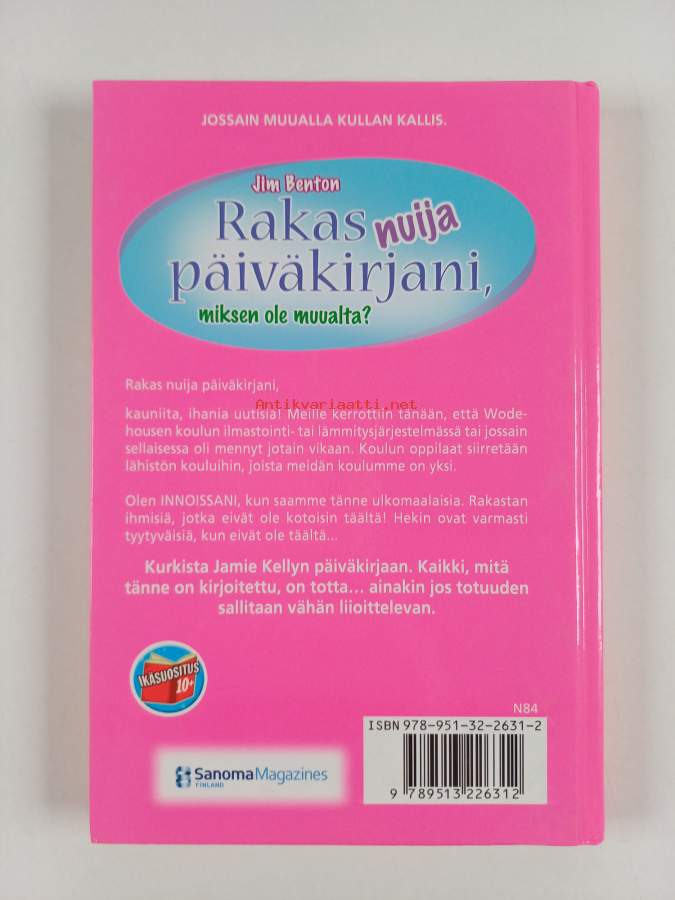 JOSSAIN MUUALLA KULLAN KALLIS.
Jim Benton
Rakas nuija
päiväkirjani,
miksen ole muualta?
Rakas nuija päiväkirjani,
Antikvariaatti.net
kauniita, ihania uutisia! Meille kerrottiin tänään, että Wode-
housen koulun ilmastointi- tai lämmitysjärjestelmässä tai jossain
sellaisessa oli mennyt jotain vikaan. Koulun oppilaat siirretään
lähistön kouluihin, joista meidän koulumme on yksi.
Olen INNOISSANI, kun saamme tänne ulkomaalaisia. Rakastan
ihmisiä, jotka eivät ole kotoisin täältä! Hekin ovat varmasti
tyytyväisiä, kun eivät ole täältä...
Kurkista Jamie Kellyn päiväkirjaan. Kaikki, mitä
tänne on kirjoitettu, on totta... ainakin jos totuuden
sallitaan vähän liioittelevan.
IKÄSUOSITUS
10+
N84
ISBN 978-951-32-2631-2
SanomaMagazines
FINLAND
9 789513 226312